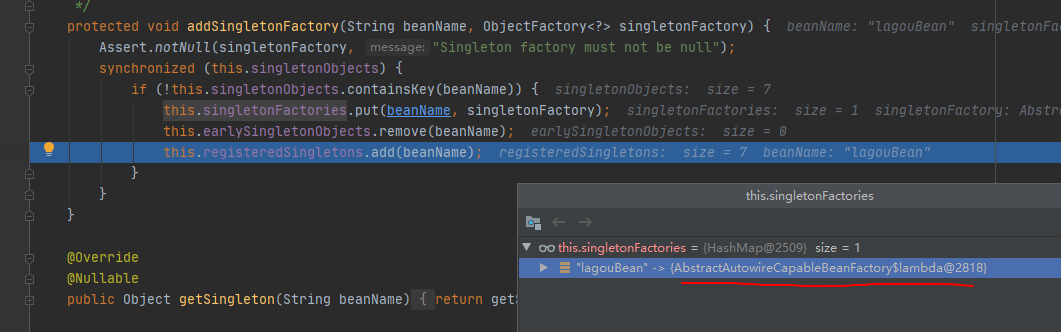 */
protected void addSingletonFactory(String beanName, ObjectFactory<?> singletonFactory) { beanName: "lagouBean" singletonFac
Assert.notNull(singletonFactory, message: "Singleton factory must not be null");
synchronized (this.singletonObjects) {
if (!this.singletonObjects.containsKey(beanName)) { singletonObjects: size = 7
this.singletonFactories.put(beanName, singletonFactory); singletonFactories: size = 1 singletonFactory: Abstr
this.earlySingletonObjects.remove(beanName); earlySingletonObjects: size = 0
this.registeredSingletons.add(beanName); registeredSingletons: size = 7 beanName: "lagouBean"
}
}
}
this.singletonFactories
this.singletonFactories = {HashMap@2509} size = 1
"lagouBean" -> {AbstractAutowireCapableBeanFactory$lambda@2818}
@Override
@Nullable
public Object getSingleton(String beanName) { return getS